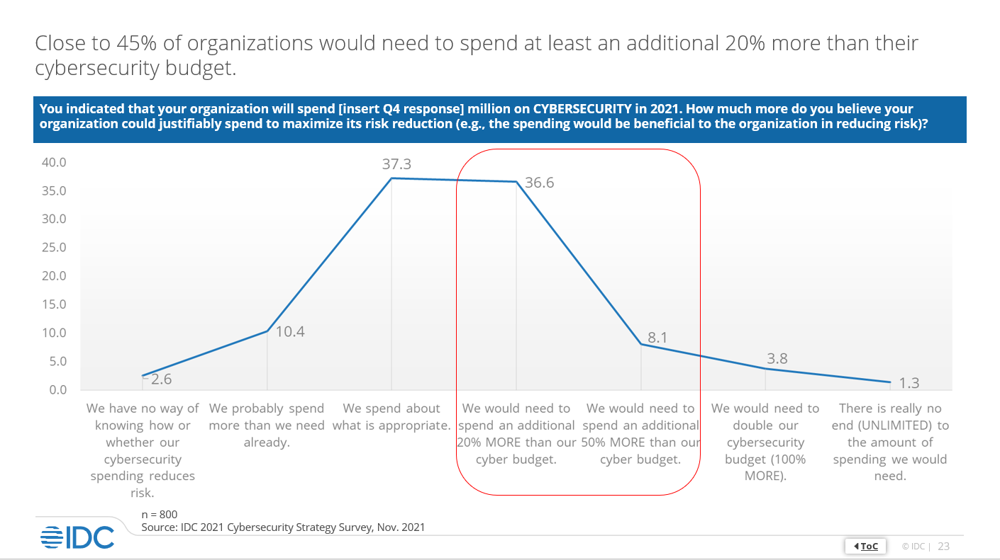 Close to 45% of organizations would need to spend at least an additional 20% more than their
cybersecurity budget.
You indicated that your organization will spend [insert Q4 response] million on CYBERSECURITY in 2021. How much more do you believe your
organization could justifiably spend to maximize its risk reduction (e.g., the spending would be beneficial to the organization in reducing risk)?
40.0
35.0
30.0
25.0
20.0
15.0
10.0
5.0
0.0
2.6
10.4
37.3
36.6
8.1
3.8
1.3
We have no way of
knowing how or
whether our
cybersecurity
spending reduces
risk.
We probably spend
more than we need
already.
We spend about
what is appropriate.
We would need to
spend an additional
20% MORE than our
cyber budget.
We would need to
spend an additional
50% MORE than our
cyber budget.
We would need to
double our
cybersecurity
budget (100%
MORE).
There is really no
end (UNLIMITED) to
the amount of
spending we would
need.
n = 800
Source: IDC 2021 Cybersecurity Strategy Survey, Nov. 2021
IDC
ToC
© IDC | 23